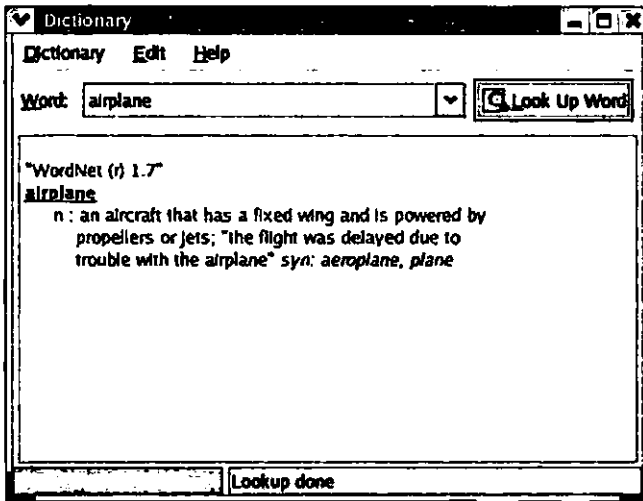 Dictionary
Dictionary Edit Help
Word: airplane Look Up Word
"WordNet (r) 1.7"
airplane
n : an aircraft that has a fixed wing and is powered by
propellers or jets; "the flight was delayed due to
trouble with the airplane" syn: aeroplane, plane
Lookup done